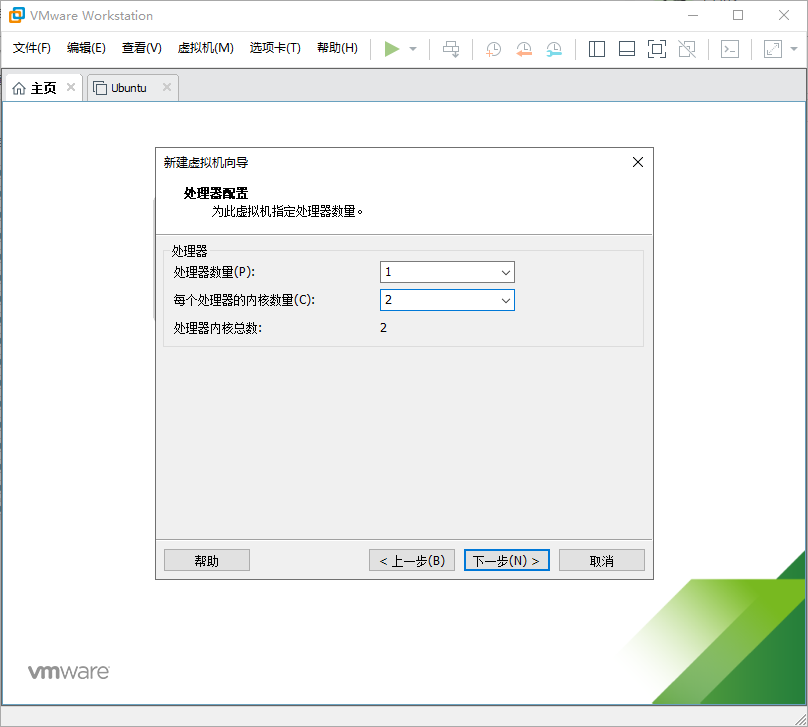 VMware Workstation
文件(F) 编辑(E) 查看(V) 虚拟机(M) 选项卡(T) 帮助(H)
主页 Ubuntu
新建虚拟机向导
处理器配置
为此虚拟机指定处理器数量。
处理器
处理器数量(P): 1
每个处理器的内核数量(C): 2
处理器内核总数: 2
帮助 < 上一步(B) 下一步(N) > 取消
vmware